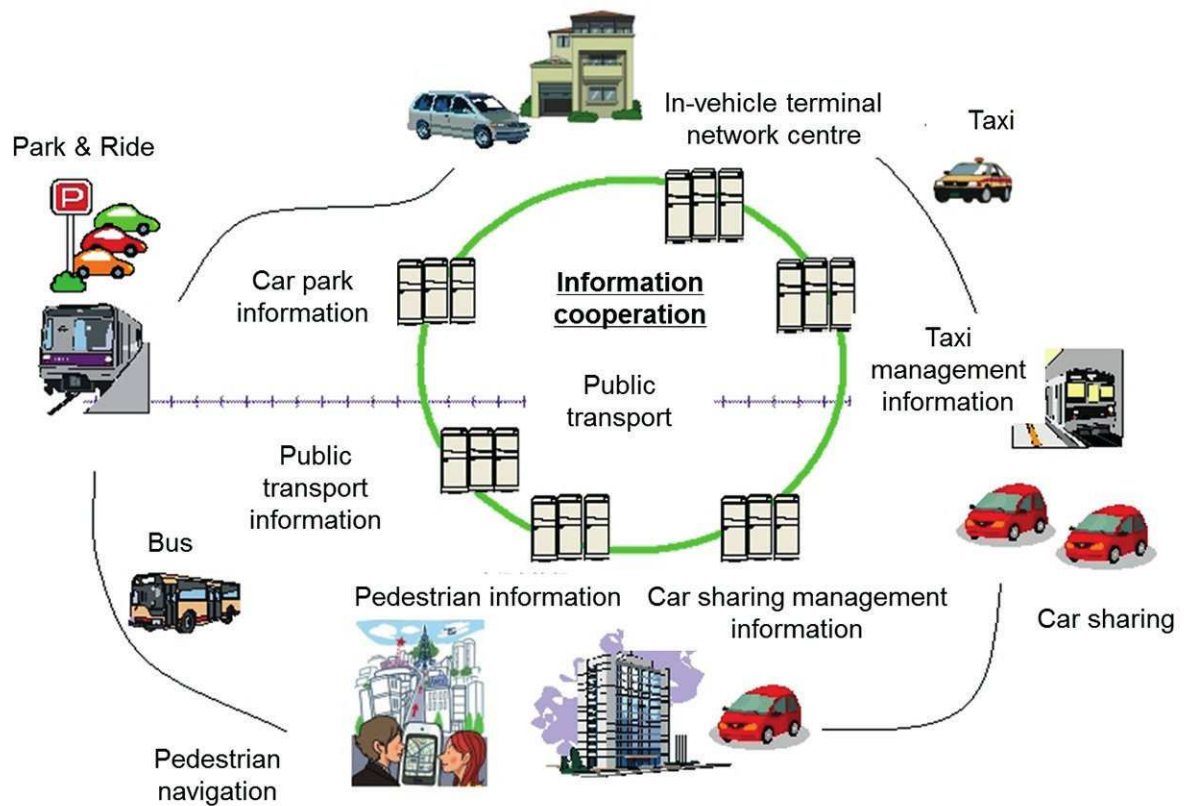 In-vehicle terminal
network centre
Taxi
Park & Ride
P
Car park
information
Information
cooperation
Taxi
management
information
Public
transport
Public
transport
information
Bus
Pedestrian information
Car sharing management
information
Car sharing
Pedestrian
navigation